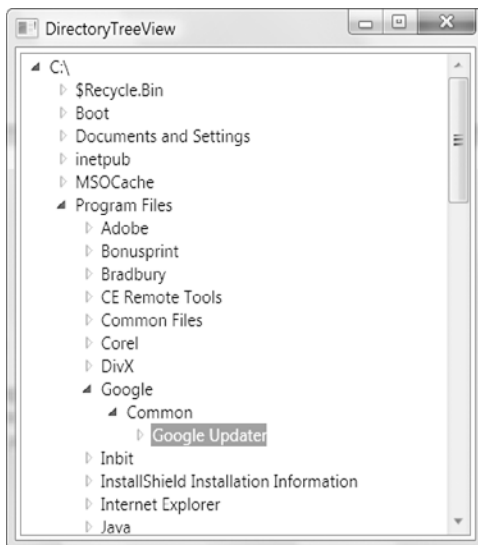 DirectoryTreeView
C:\
$Recycle.Bin
Boot
Documents and Settings
inetpub
MSOCache
Program Files
Adobe
Bonusprint
Bradbury
CE Remote Tools
Common Files
Corel
DivX
Google
Common
Google Updater
Inbit
InstallShield Installation Information
Internet Explorer
Java